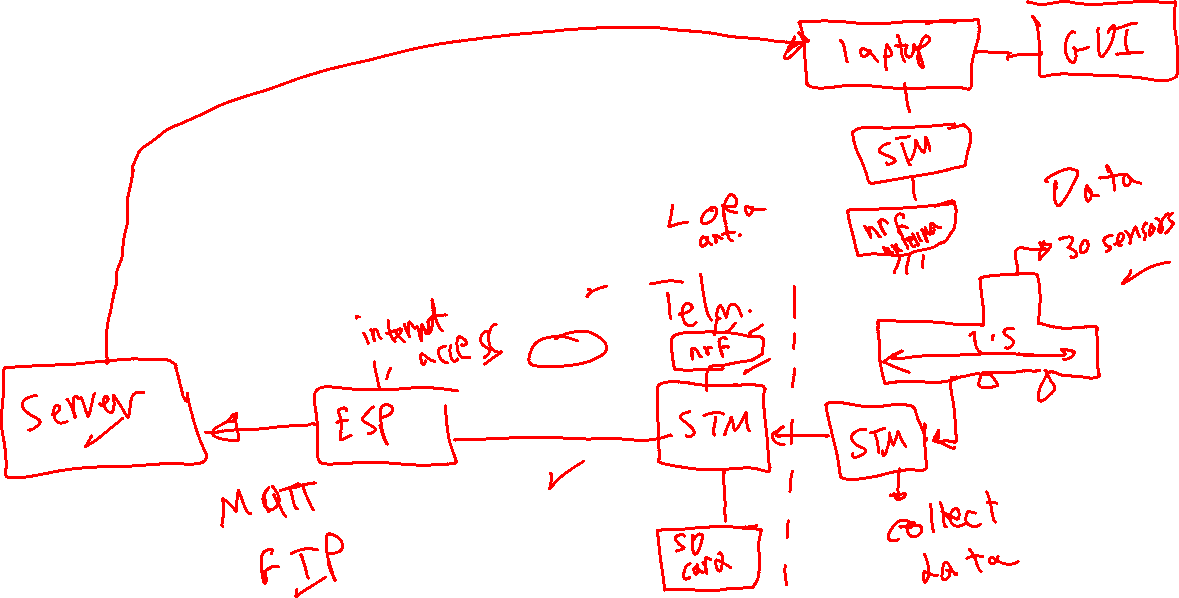 laptop
GUI
STM
nrf
antenna
Data
30 sensors
Lora
ant.
Telm.
nrf
internet
access
1.5
Server
ESP
STM
STM
MQTT
FTP
SD
card
collect
data